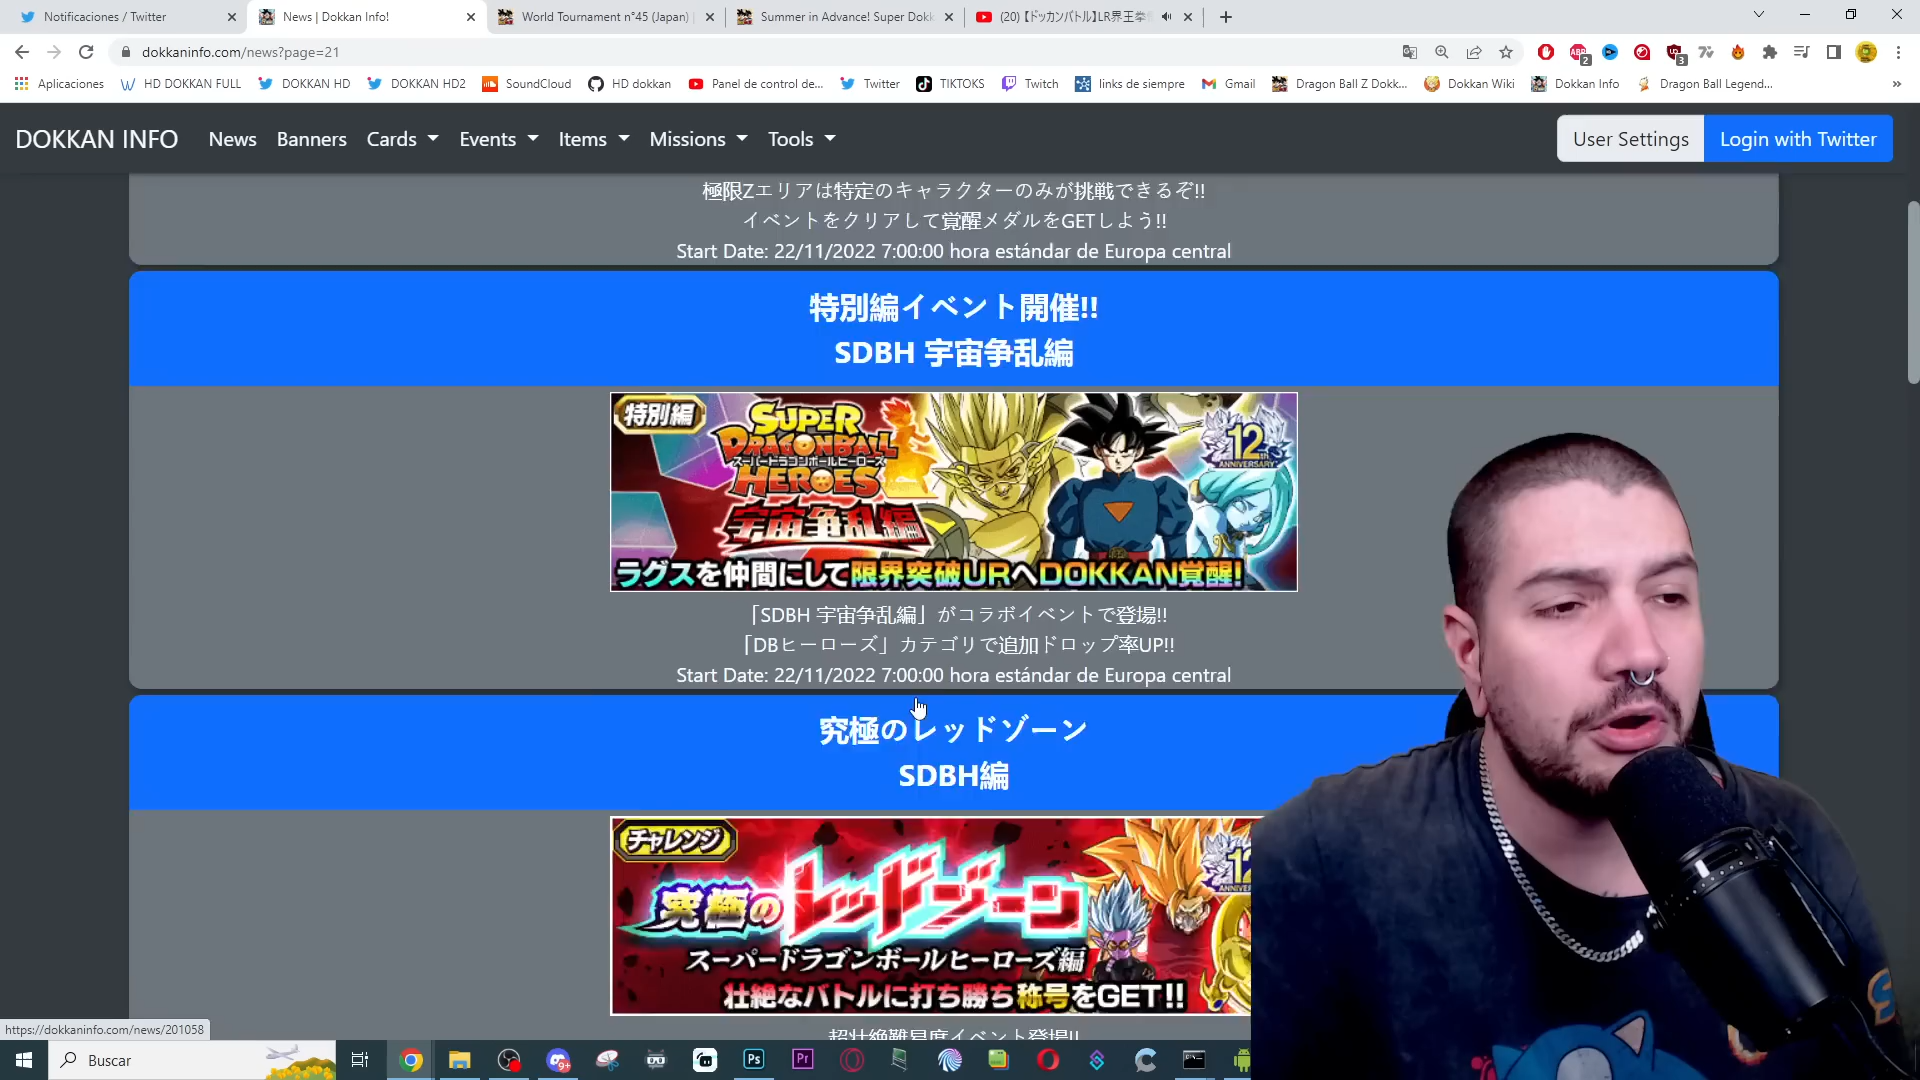 Notificaciones / Twitter
News | Dokkan Info!
World Tournament n°45 (Japan) |
Summer in Advance! Super Dokk
(20) 【ドッカンバトル】LR界王拳
dokkaninfo.com/news?page=21
Aplicaciones
HD DOKKAN FULL
DOKKAN HD
DOKKAN HD2
SoundCloud
HD dokkan
Panel de control de...
Twitter
TIKTOKS
Twitch
links de siempre
Gmail
Dragon Ball Z Dokk...
Dokkan Wiki
Dokkan Info
Dragon Ball Legend...
DOKKAN INFO
News
Banners
Cards
Events
Items
Missions
Tools
User Settings
Login with Twitter
極限Zエリアは特定のキャラクターのみが挑戦できるぞ!!
イベントをクリアして覚醒メダルをGETしよう!!
Start Date: 22/11/2022 7:00:00 hora estándar de Europa central
特別編イベント開催!!
SDBH 宇宙争乱編
特別編
SUPER
DRAGONBALL
スーパードラゴンボールヒーローズ
HEROES
宇宙争乱編
12th
ANNIVERSARY
ラグスを仲間にして限界突破URへDOKKAN覚醒!
「SDBH 宇宙争乱編」がコラボイベントで登場!!
「DBヒーローズ」カテゴリで追加ドロップ率UP!!
Start Date: 22/11/2022 7:00:00 hora estándar de Europa central
究極のレッドゾーン
SDBH編
チャレンジ
究極のレッドゾーン
スーパードラゴンボールヒーローズ編
壮絶なバトルに打ち勝ち称号をGET!!
超壮絶難易度イベント登場!!
https://dokkaninfo.com/news/201058
Buscar